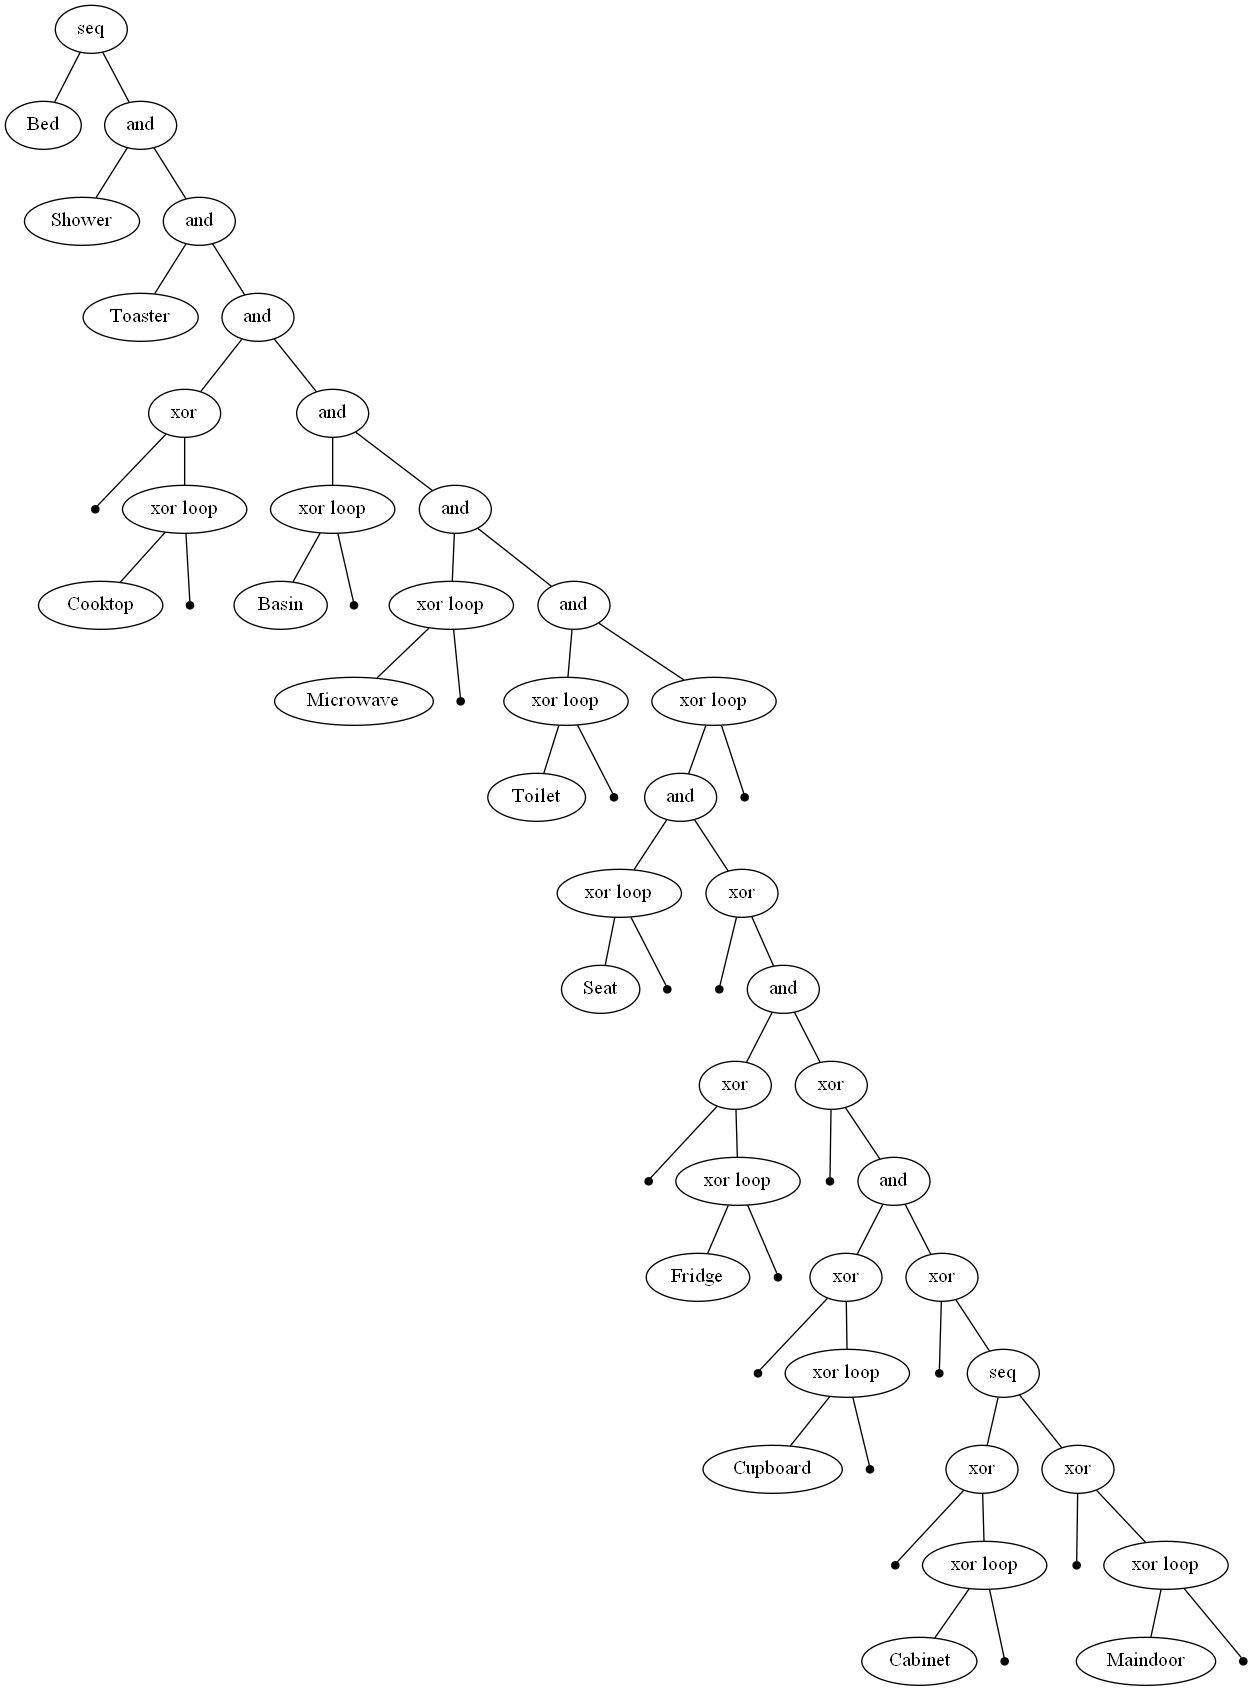 seq
Bed
and
Shower
and
Toaster
and
xor
and
xor loop
xor loop
and
Cooktop
Basin
xor loop
and
Microwave
xor loop
xor loop
Toilet
and
xor loop
xor
Seat
and
xor
xor
xor loop
and
Fridge
xor
xor
xor loop
seq
Cupboard
xor
xor
xor loop
xor loop
Cabinet
Maindoor